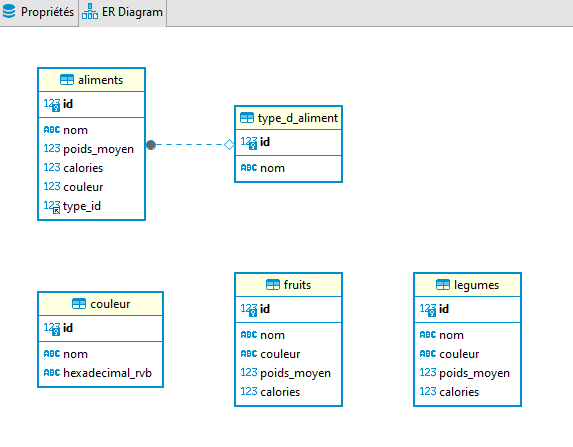 Propriétés
ER Diagram
aliments
123 id
ABC nom
123 poids_moyen
123 calories
123 couleur
123 type_id
type_d_aliment
123 id
ABC nom
couleur
123 id
ABC nom
ABC hexadecimal_rvb
fruits
123 id
ABC nom
ABC couleur
123 poids_moyen
123 calories
legumes
123 id
ABC nom
ABC couleur
123 poids_moyen
123 calories